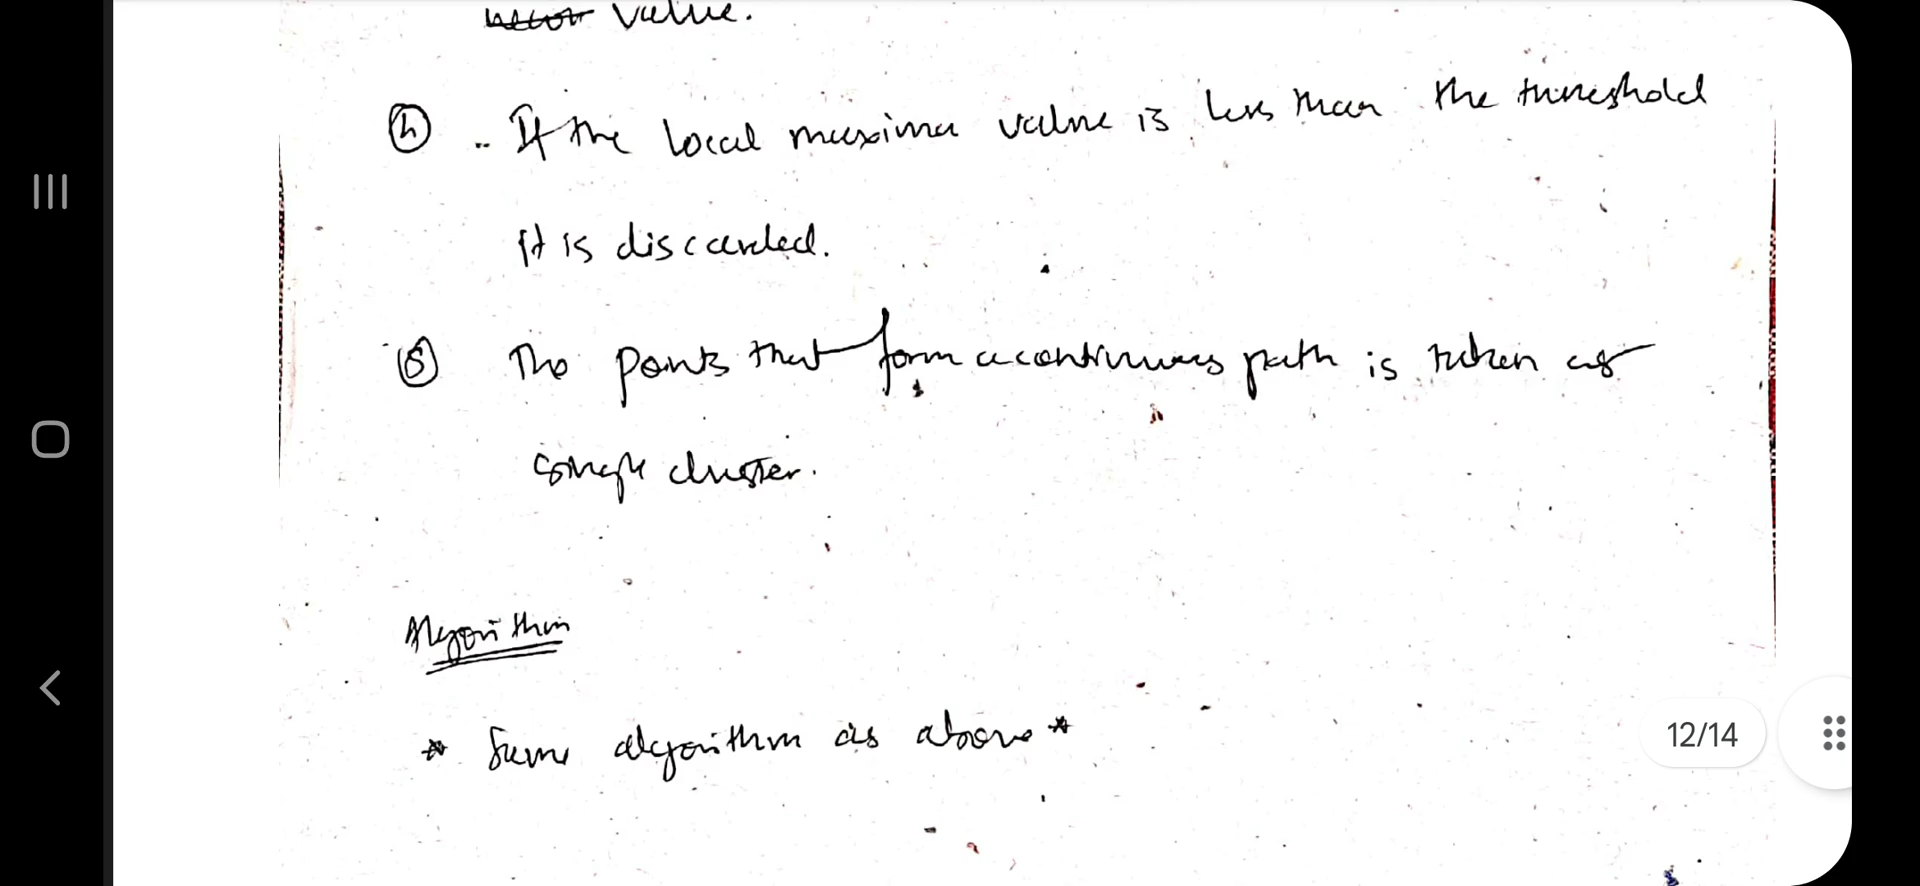 value.
④ .. If the local maxima value is less than the threshold
It is discarded.
⑤ The points that form a continuous path is taken as
single cluster.
Algorithm
* Same algorithm as above *
12/14